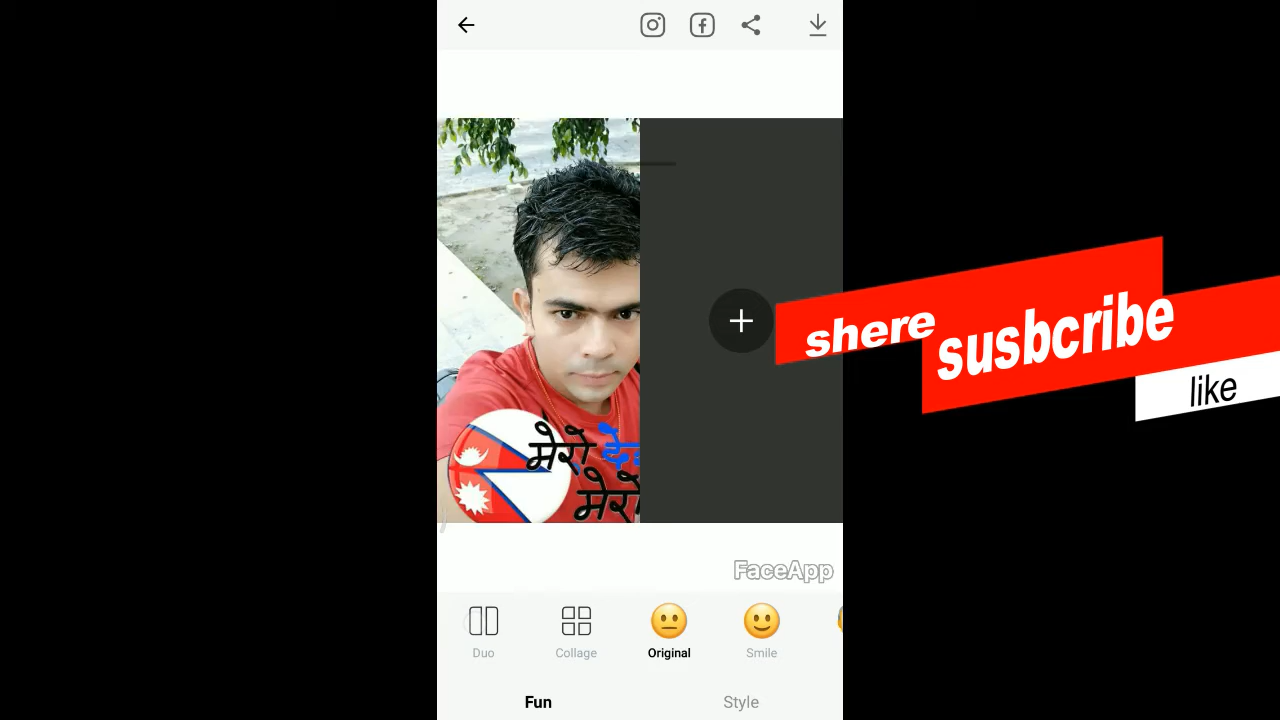 मेरो
मेरो
shere
susbcribe
like
FaceApp
Duo
Collage
Original
Smile
Fun
Style